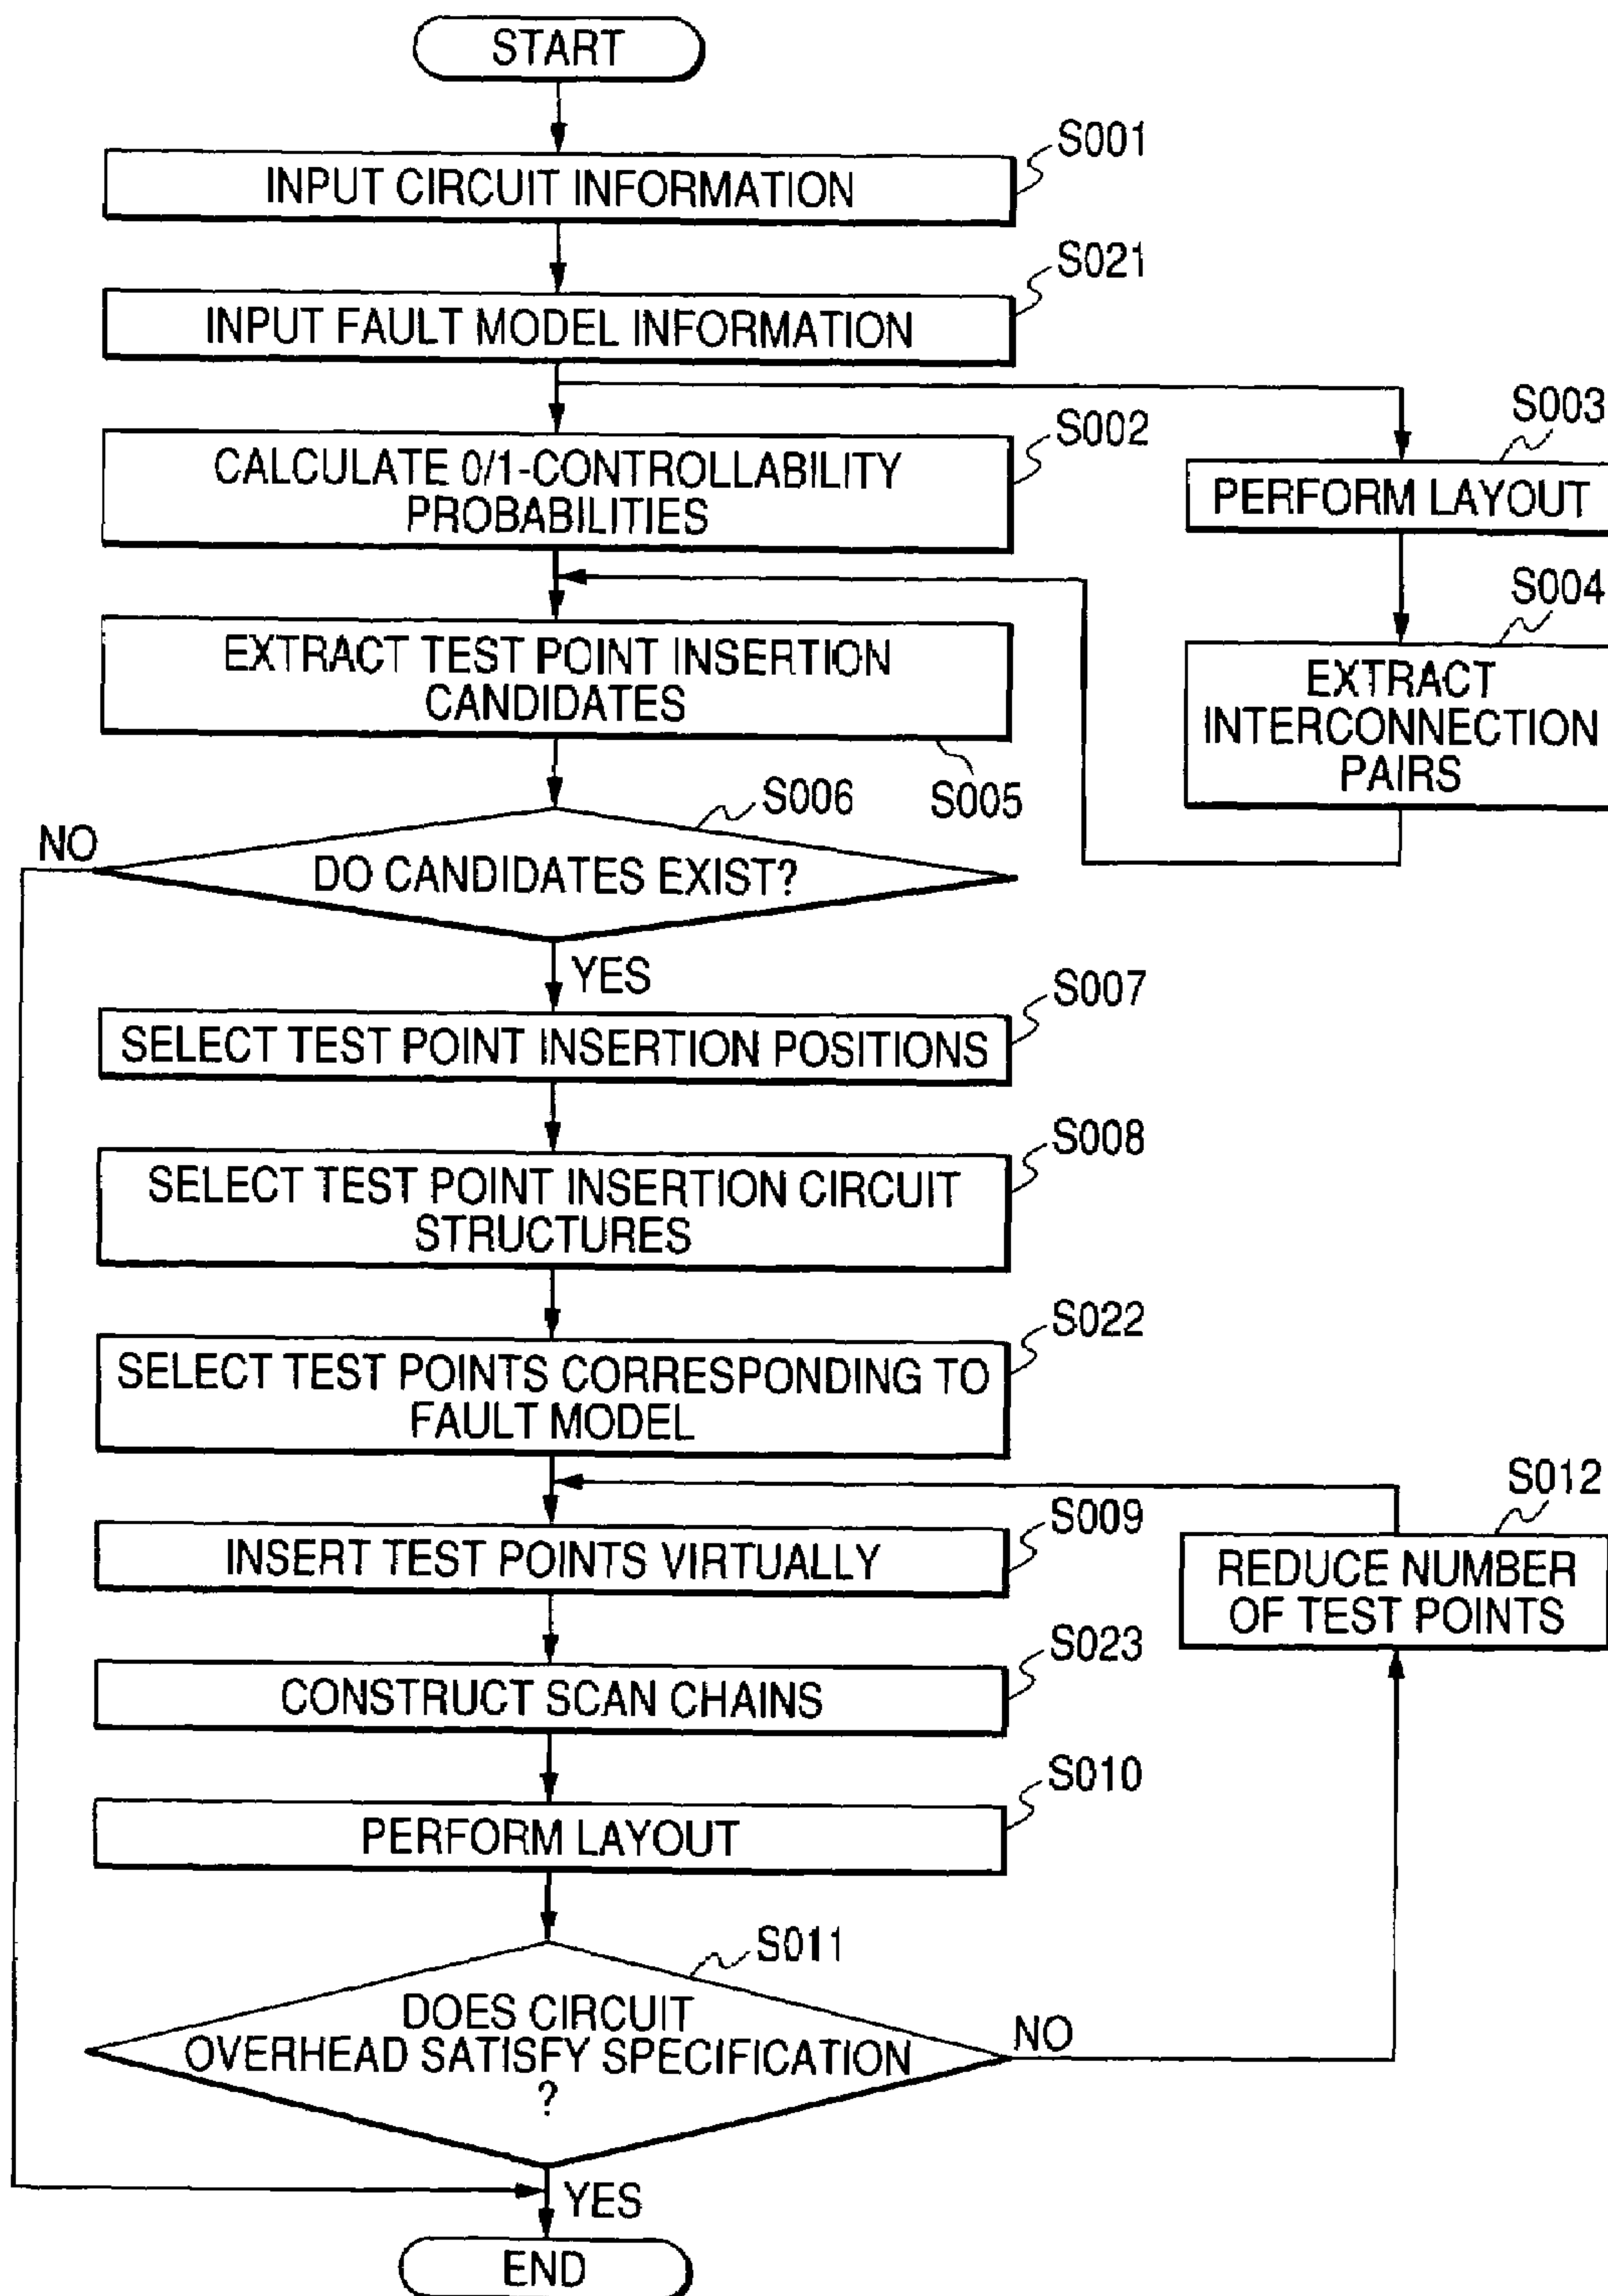 START
S001
INPUT CIRCUIT INFORMATION
S021
INPUT FAULT MODEL INFORMATION
S002
CALCULATE 0/1-CONTROLLABILITY
PROBABILITIES
S003
PERFORM LAYOUT
S004
EXTRACT
INTERCONNECTION
PAIRS
EXTRACT TEST POINT INSERTION
CANDIDATES
S005
S006
NO
DO CANDIDATES EXIST?
YES
S007
SELECT TEST POINT INSERTION POSITIONS
S008
SELECT TEST POINT INSERTION CIRCUIT
STRUCTURES
S022
SELECT TEST POINTS CORRESPONDING TO
FAULT MODEL
S012
REDUCE NUMBER
OF TEST POINTS
S009
INSERT TEST POINTS VIRTUALLY
S023
CONSTRUCT SCAN CHAINS
S010
PERFORM LAYOUT
S011
DOES CIRCUIT
OVERHEAD SATISFY SPECIFICATION
?
NO
YES
END